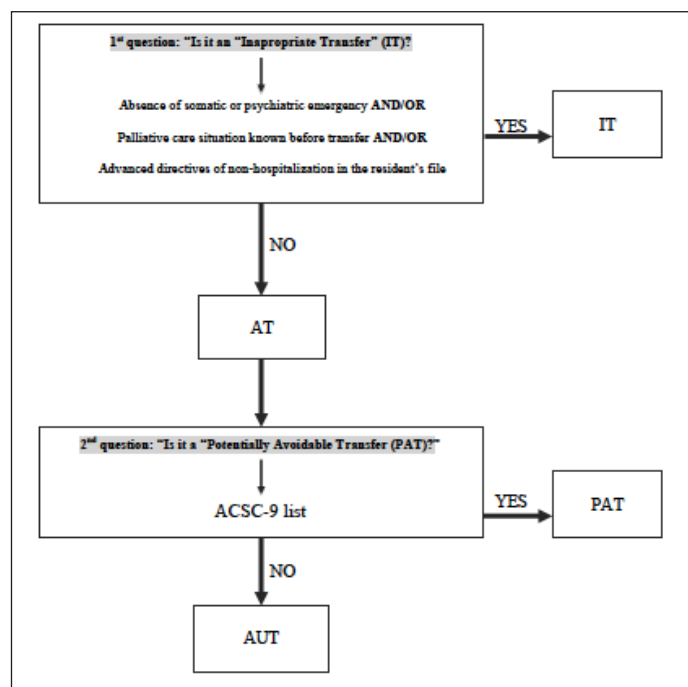 1st question: “Is it an “Inapropriate Transfer” (IT)?
Absence of somatic or psychiatric emergency AND/OR
Palliative care situation known before transfer AND/OR
Advanced directives of non-hospitalization in the resident’s file
YES
IT
NO
AT
2nd question: “Is it a “Potentially Avoidable Transfer (PAT)?”
ACSC-9 list
YES
PAT
NO
AUT